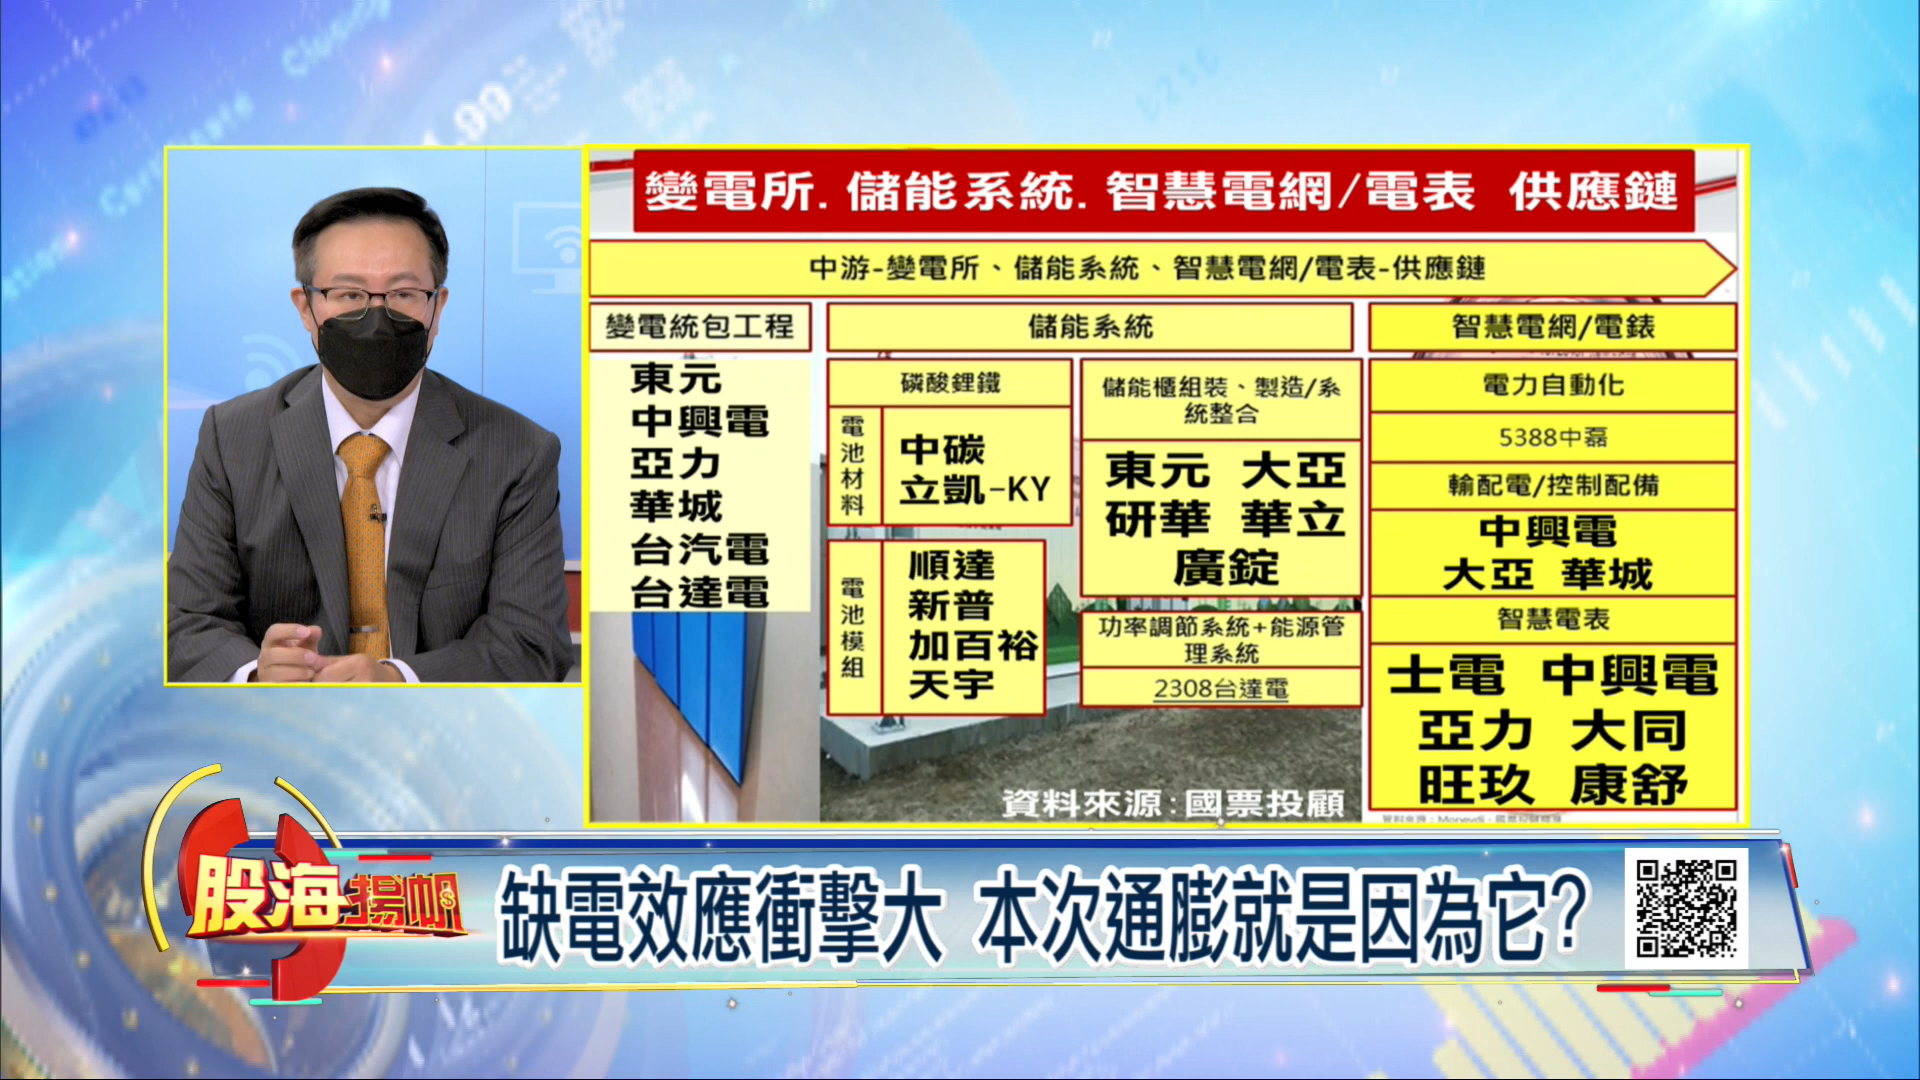 變電所.儲能系統.智慧電網/電表 供應鏈
中游-變電所、儲能系統、智慧電網/電表-供應鏈
變電統包工程
東元
中興電
亞力
華城
台汽電
台達電
儲能系統
磷酸鋰鐵
電池材料
中碳
立凱-KY
電池模組
順達
新普
加百裕
天宇
儲能櫃組裝、製造/系
統整合
東元 大亞
研華 華立
廣錠
功率調節系統+能源管
理系統
2308台達電
智慧電網/電錶
電力自動化
5388中磊
輸配電/控制配備
中興電
大亞 華城
智慧電表
士電 中興電
亞力 大同
旺玖 康舒
資料來源:國票投顧
股海揚帆
缺電效應衝擊大 本次通膨就是因為它?